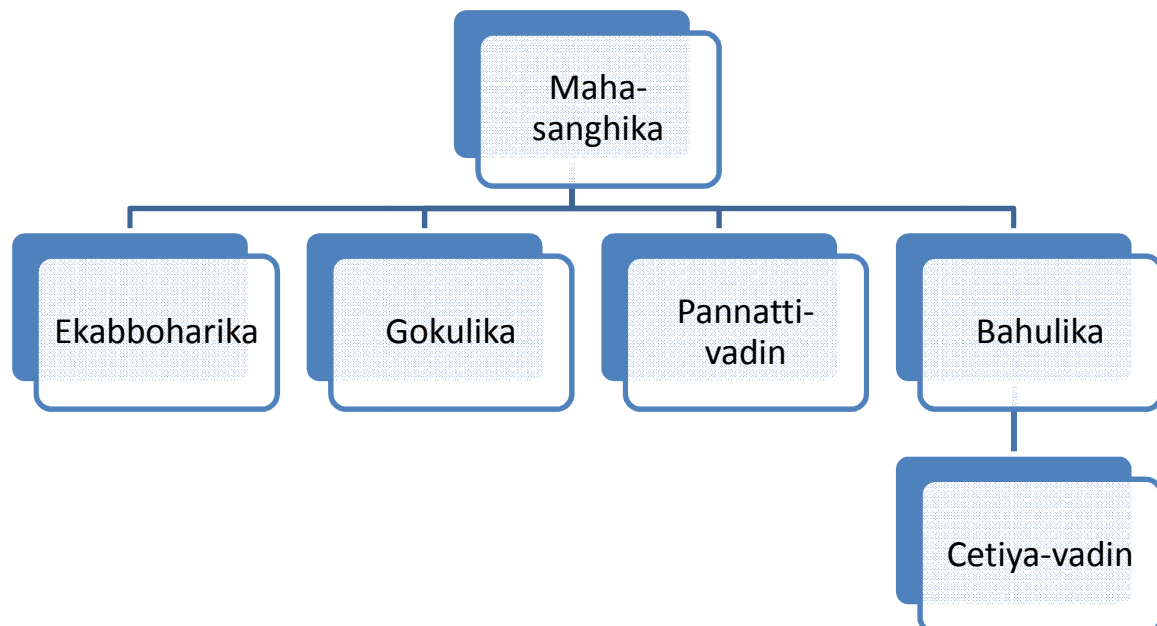 Maha-
sanghika
Ekabboharika
Gokulika
Pannatti-
vadin
Bahulika
Cetiya-vadin